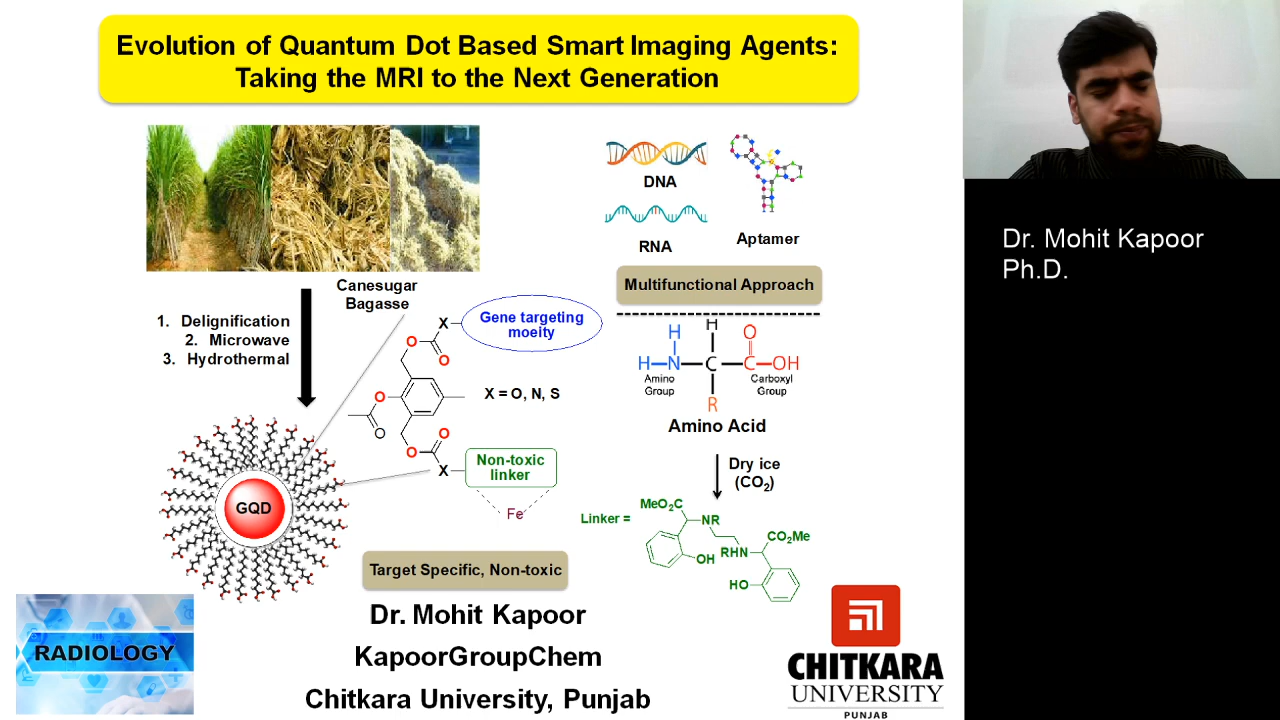 Evolution of Quantum Dot Based Smart Imaging Agents:
Taking the MRI to the Next Generation
Dr. Mohit Kapoor
Ph.D.
Canesugar
Bagasse
1. Delignification
2. Microwave
3. Hydrothermal
GQD
X
O
O
Gene targeting
moeity
O
O
X = O, N, S
O
O
X
Non-toxic
linker
Fe
DNA
RNA
Aptamer
Multifunctional Approach
H
H
O
H
N
C
C
OH
Amino
Group
Carboxyl
Group
R
Amino Acid
Dry ice
(CO₂)
Linker =
MeO₂C
NR
OH
RHN
CO₂Me
HO
Target Specific, Non-toxic
Dr. Mohit Kapoor
KapoorGroupChem
Chitkara University, Punjab
RADIOLOGY
CHITKARA
UNIVERSITY
PUNJAB